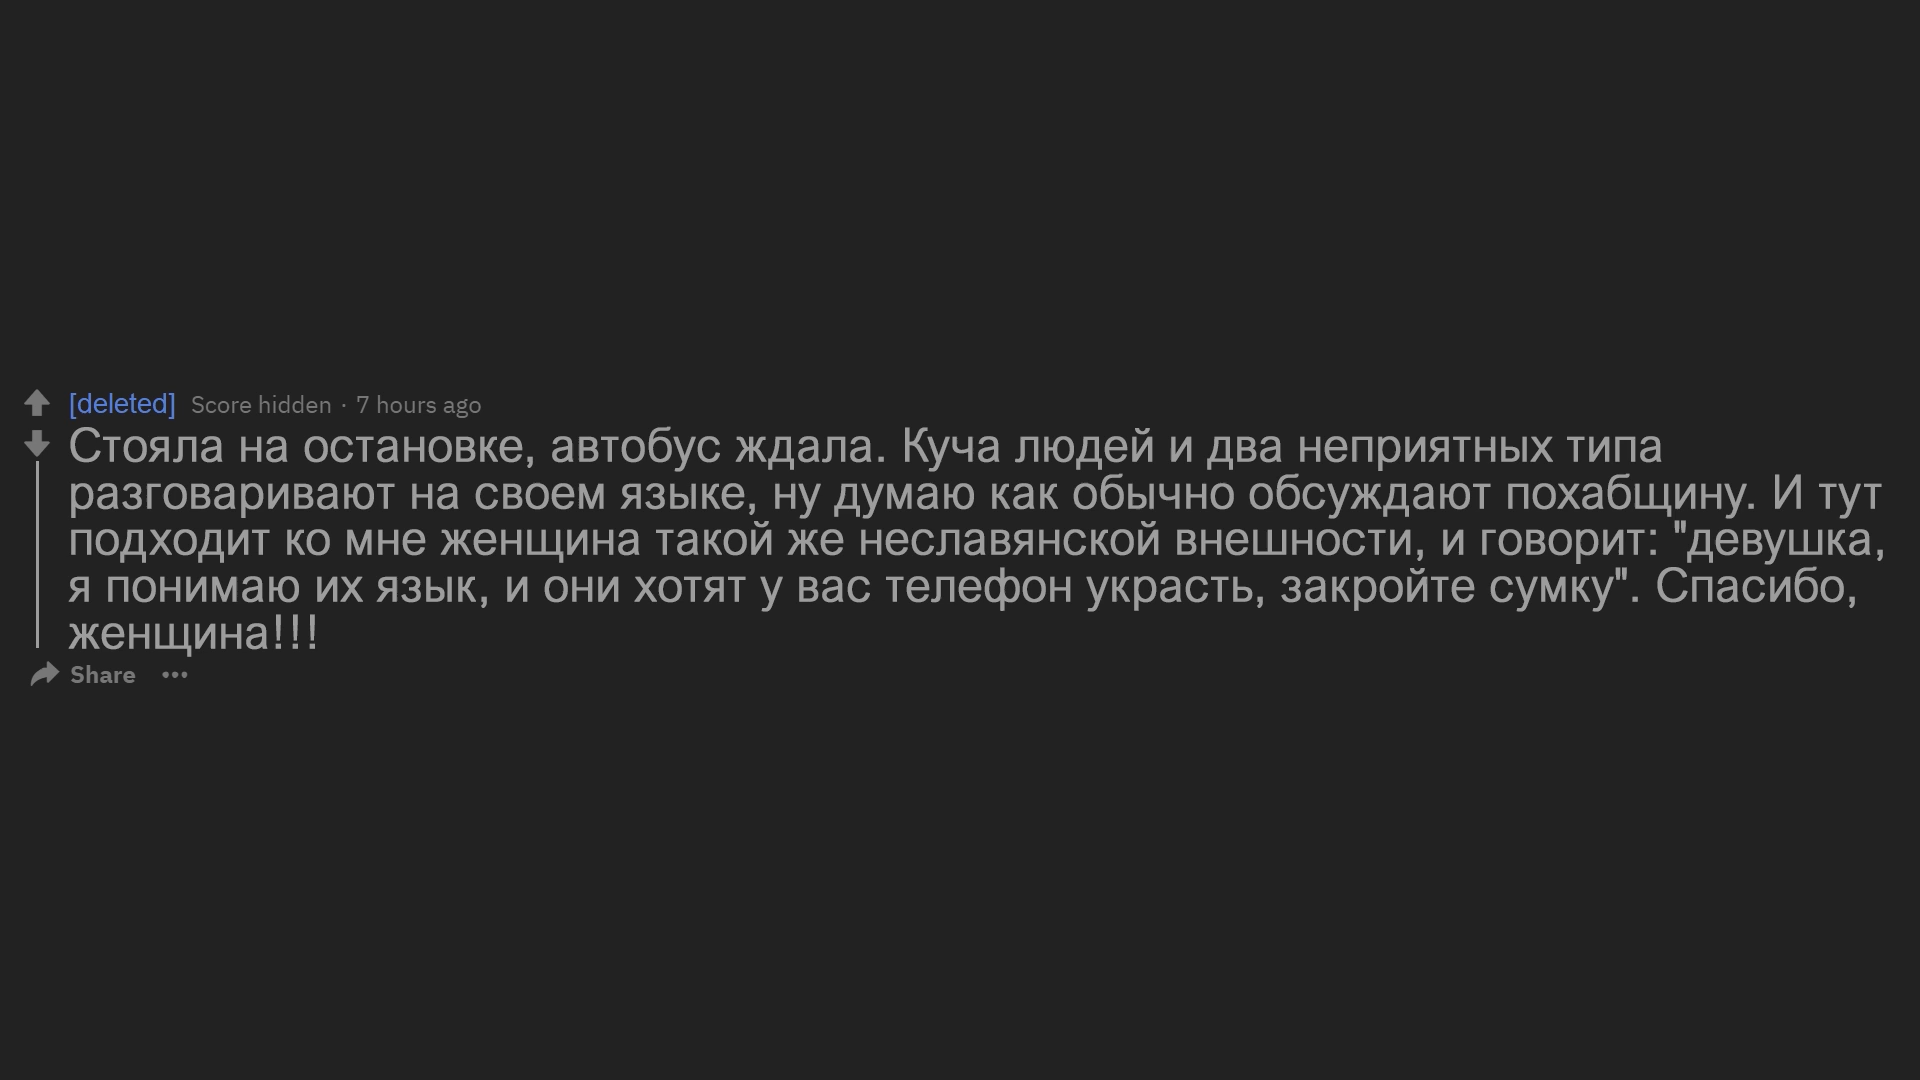 [deleted] Score hidden · 7 hours ago
Стояла на остановке, автобус ждала. Куча людей и два неприятных типа
разговаривают на своем языке, ну думаю как обычно обсуждают похабщину. И тут
подходит ко мне женщина такой же неславянской внешности, и говорит: "девушка,
я понимаю их язык, и они хотят у вас телефон украсть, закройте сумку". Спасибо,
женщина!!!
Share ···